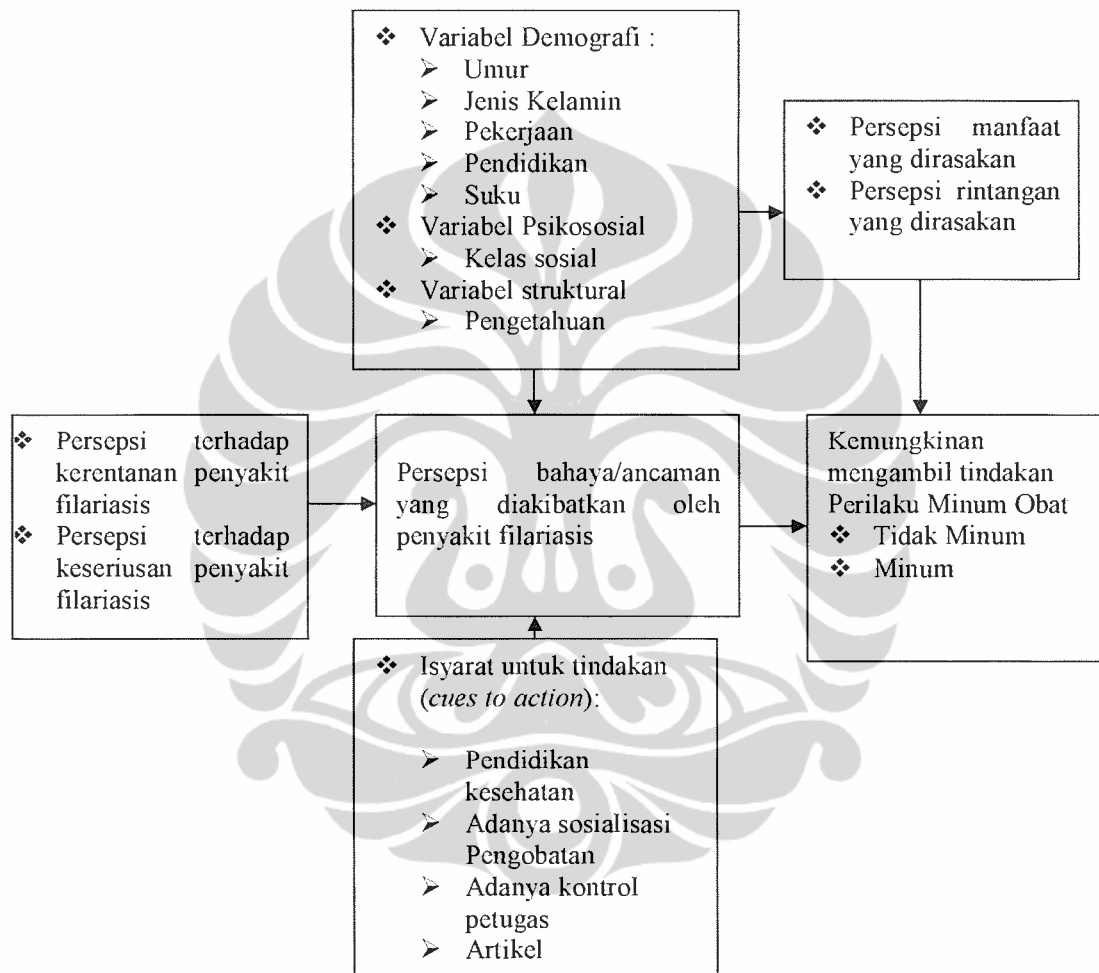 ❖ Variabel Demografi :
➢ Umur
➢ Jenis Kelamin
➢ Pekerjaan
➢ Pendidikan
➢ Suku
❖ Variabel Psikososial
➢ Kelas sosial
❖ Variabel struktural
➢ Pengetahuan
❖ Persepsi manfaat
yang dirasakan
❖ Persepsi rintangan
yang dirasakan
❖ Persepsi terhadap
kerentanan penyakit
filariasis
❖ Persepsi terhadap
keseriusan penyakit
filariasis
Persepsi bahaya/ancaman
yang diakibatkan oleh
penyakit filariasis
Kemungkinan
mengambil tindakan
Perilaku Minum Obat
❖ Tidak Minum
❖ Minum
❖ Isyarat untuk tindakan
(cues to action):
➢ Pendidikan
kesehatan
➢ Adanya sosialisasi
Pengobatan
➢ Adanya kontrol
petugas
➢ Artikel